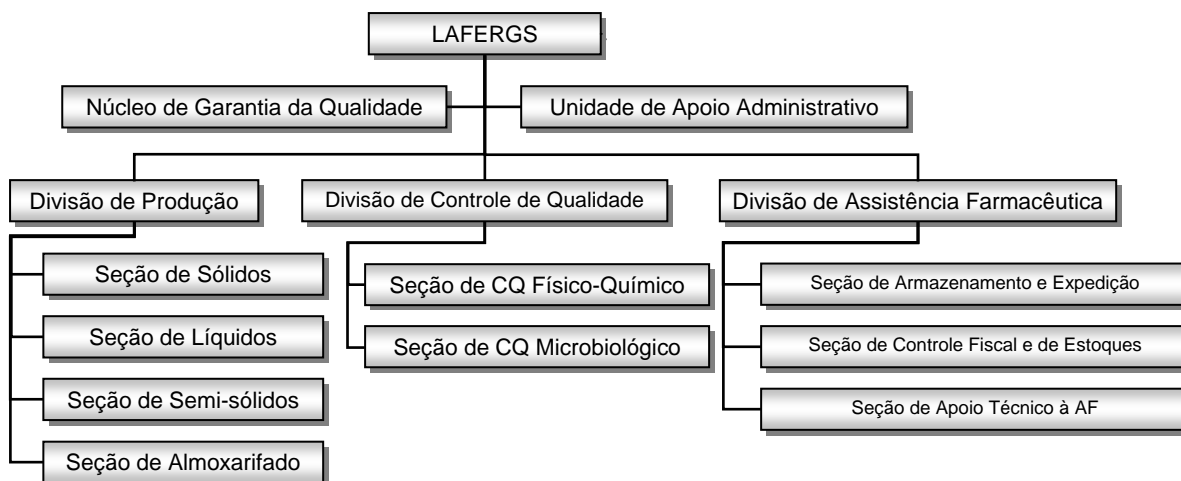 LAFERGS
Núcleo de Garantia da Qualidade
Unidade de Apoio Administrativo
Divisão de Produção
Seção de Sólidos
Seção de Líquidos
Seção de Semi-sólidos
Seção de Almoxarifado
Divisão de Controle de Qualidade
Seção de CQ Físico-Químico
Seção de CQ Microbiológico
Divisão de Assistência Farmacêutica
Seção de Armazenamento e Expedição
Seção de Controle Fiscal e de Estoques
Seção de Apoio Técnico à AF